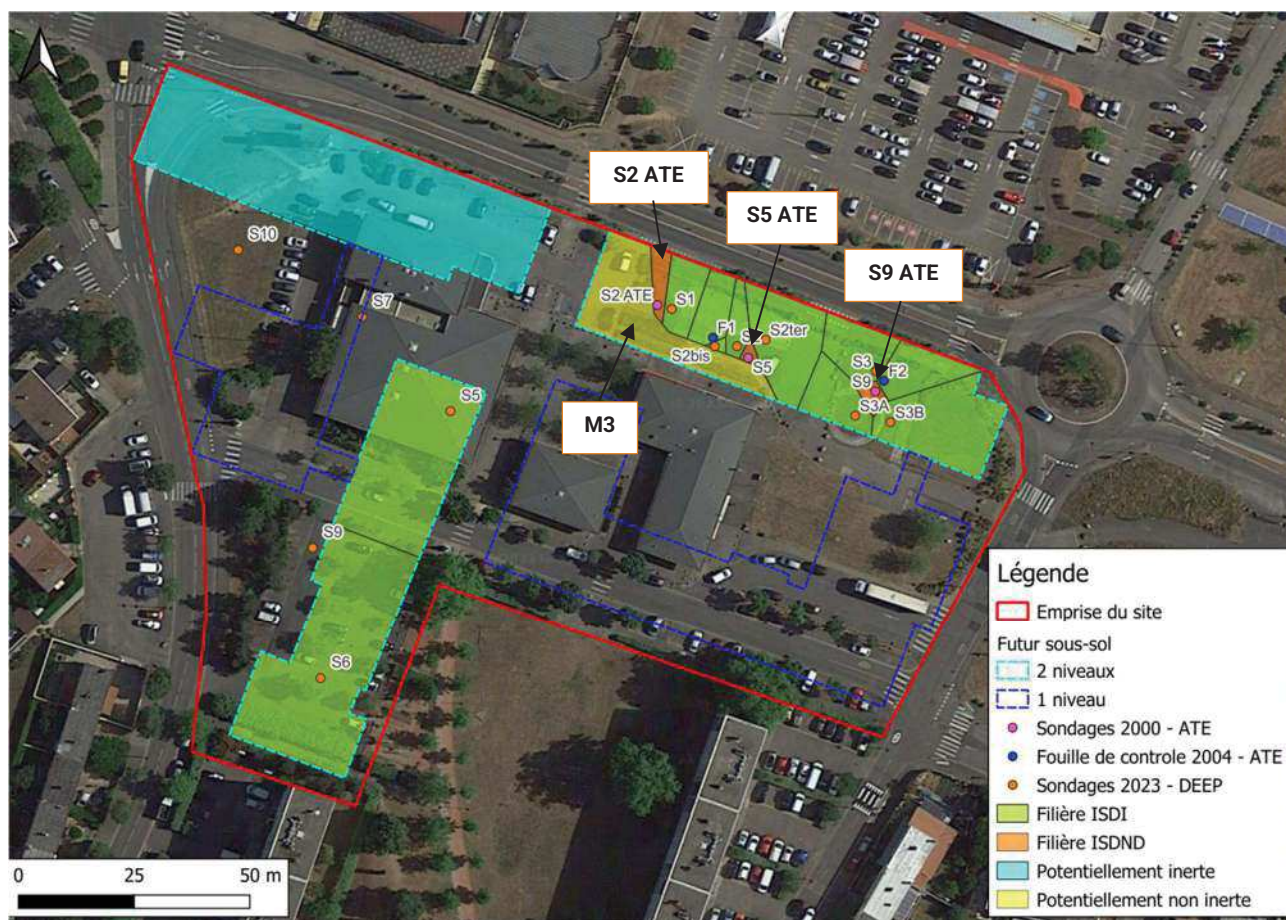 S2 ATE
S5 ATE
S9 ATE
S10
S7
S2 ATE
S1
F1
S2ter
S2bis
S5
S3
F2
S9
S3A
S3B
M3
S5
S9
S6
0 25 50 m
Légende
Emprise du site
Futur sous-sol
2 niveaux
1 niveau
Sondages 2000 - ATE
Fouille de controle 2004 - ATE
Sondages 2023 - DEEP
Filière ISDI
Filière ISDND
Potentiellement inerte
Potentiellement non inerte